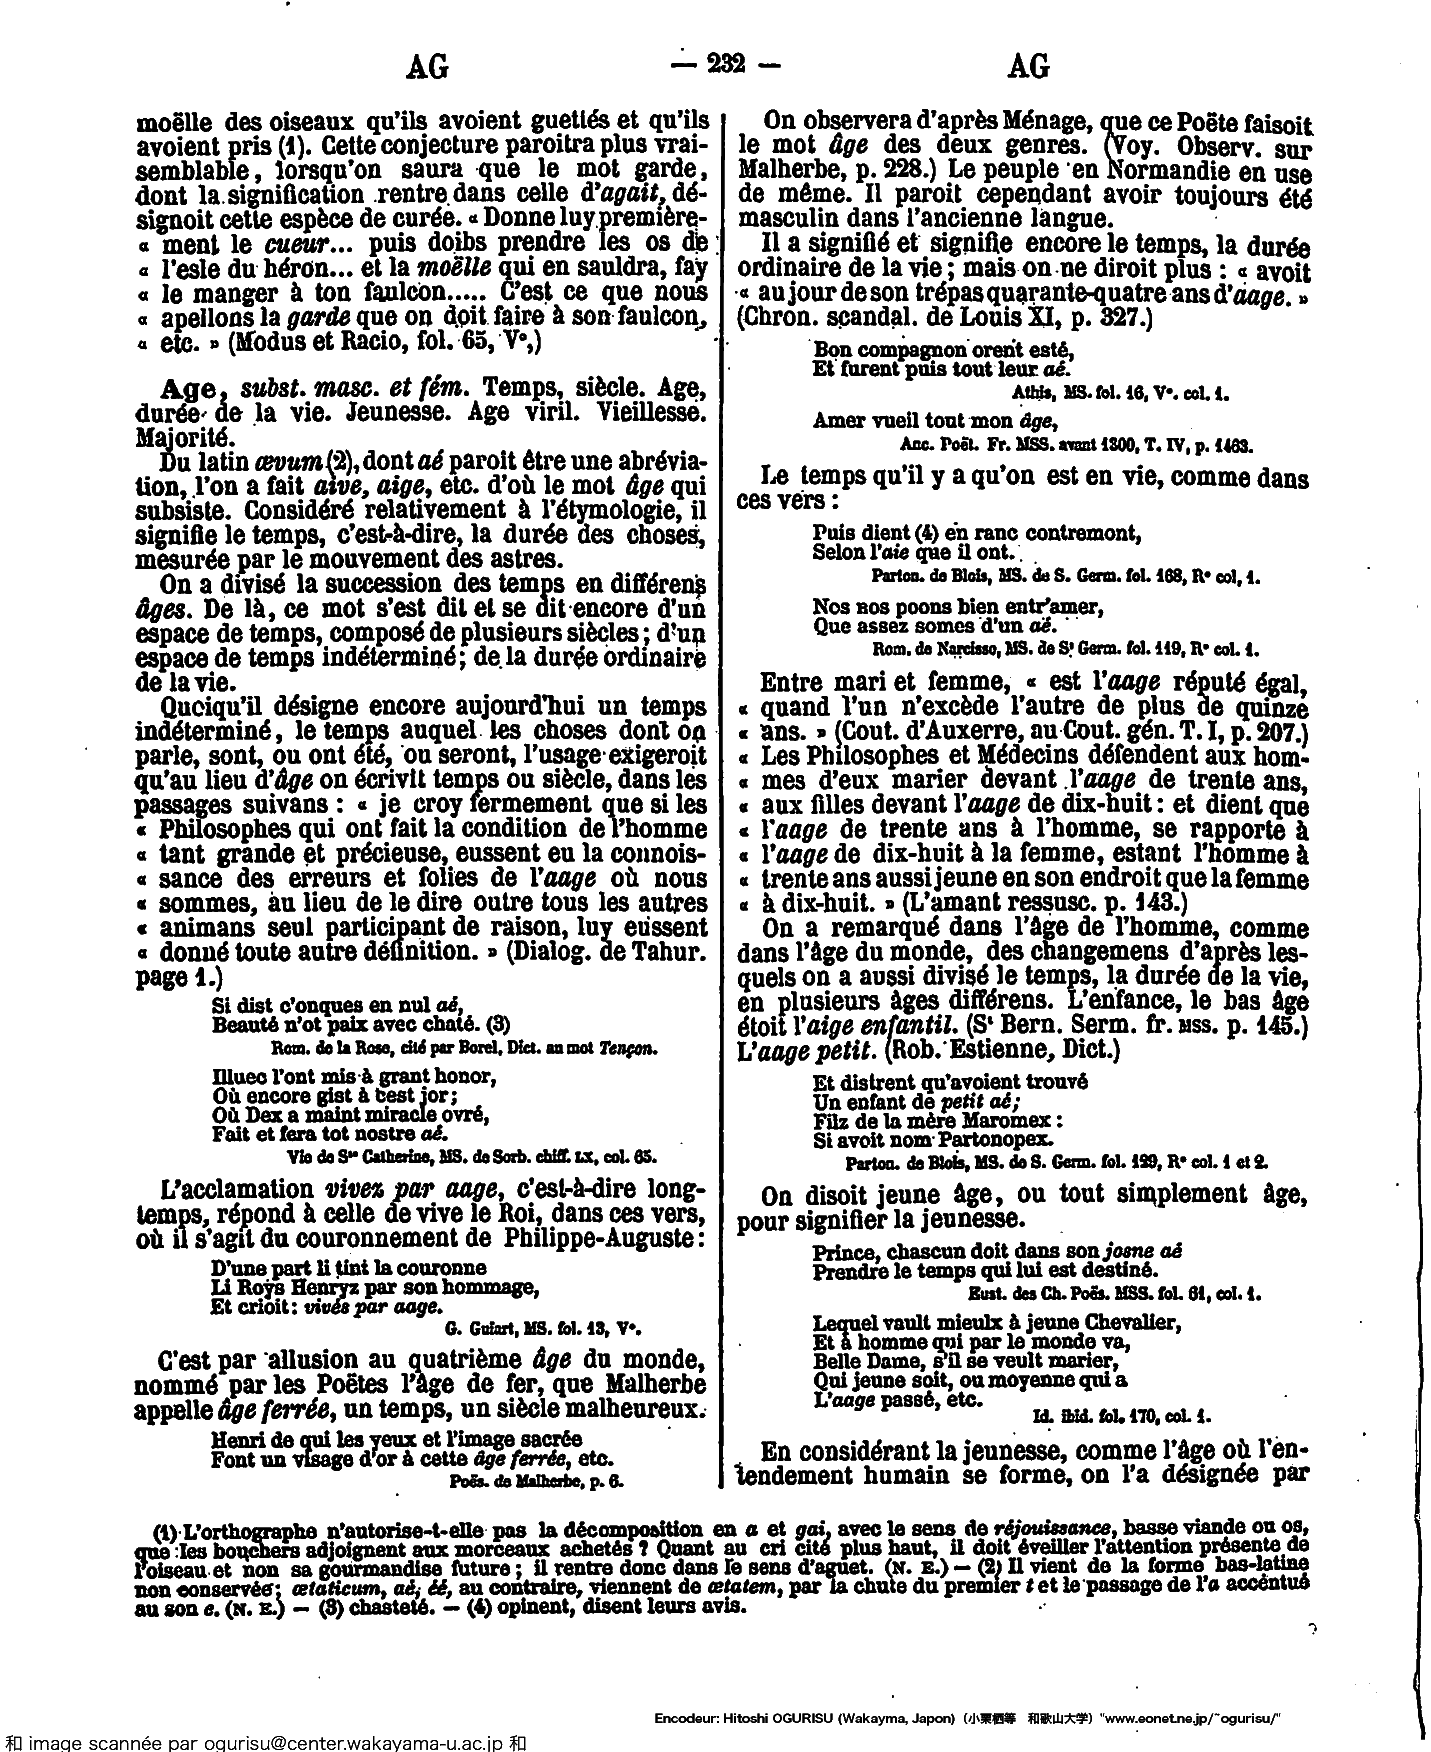 AG — 232 — AG
moëlle des oiseaux qu'ils avoient guettés et qu'ils
avoient pris (1). Cette conjecture paroitra plus vrai-
semblable, lorsqu'on saura que le mot garde,
dont la signification rentre dans celle d'agait, dé-
signoit cette espèce de curée. « Donne luy première-
« ment le cueur... puis doibs prendre les os de
« l'esle du héron... et la moëlle qui en sauldra, fay
« le manger à ton faulcon..... C'est ce que nous
« apellons la garde que on doit faire à son faulcon,
« etc. » (Modus et Racio, fol. 65, V°,)
Age, subst. masc. et fém. Temps, siècle. Age,
durée de la vie. Jeunesse. Age viril. Vieillesse.
Majorité.
Du latin œvum (2), dont aé paroit être une abrévia-
tion, l'on a fait aive, aige, etc. d'où le mot âge qui
subsiste. Considéré relativement à l'étymologie, il
signifie le temps, c'est-à-dire, la durée des choses,
mesurée par le mouvement des astres.
On a divisé la succession des temps en différens
âges. De là, ce mot s'est dit et se dit encore d'un
espace de temps, composé de plusieurs siècles ; d'un
espace de temps indéterminé ; de la durée ordinaire
de la vie.
Quciqu'il désigne encore aujourd'hui un temps
indéterminé, le temps auquel les choses dont on
parle, sont, ou ont été, ou seront, l'usage exigeroit
qu'au lieu d'âge on écrivit temps ou siècle, dans les
passages suivans : « je croy fermement que si les
« Philosophes qui ont fait la condition de l'homme
« tant grande et précieuse, eussent eu la connois-
« sance des erreurs et folies de l'aage où nous
« sommes, au lieu de le dire outre tous les autres
« animans seul participant de raison, luy eussent
« donné toute autre définition. » (Dialog. de Tahur.
page 1.)
Si dist c'onques en nul aé,
Beauté n'ot paix avec chaté. (3)
Rom. de la Rose, cité par Borel, Dict. au mot Tençon.
Illuec l'ont mis à grant honor,
Où encore gist à cest jor ;
Où Dex a maint miracle ovré,
Fait et fera tot nostre aé.
Vie de Sᵗᵉ Catherine, MS. de Sorb. chiff. LX, col. 65.
L'acclamation vivez par aage, c'est-à-dire long-
temps, répond à celle de vive le Roi, dans ces vers,
où il s'agit du couronnement de Philippe-Auguste :
D'une part li tint la couronne
Li Roys Henryz par son hommage,
Et crioit : vivés par aage.
G. Guiart, MS. fol. 13, V°.
C'est par allusion au quatrième âge du monde,
nommé par les Poëtes l'âge de fer, que Malherbe
appelle âge ferrée, un temps, un siècle malheureux.
Henri de qui les yeux et l'image sacrée
Font un visage d'or à cette âge ferrée, etc.
Poës. de Malherbe, p. 6.
On observera d'après Ménage, que ce Poëte faisoit
le mot âge des deux genres. (Voy. Observ. sur
Malherbe, p. 228.) Le peuple en Normandie en use
de même. Il paroit cependant avoir toujours été
masculin dans l'ancienne langue.
Il a signifié et signifie encore le temps, la durée
ordinaire de la vie ; mais on ne diroit plus : « avoit
« au jour de son trépas quarante-quatre ans d'aage. »
(Chron. scandal. de Louis XI, p. 327.)
Bon compagnon orent esté,
Et furent puis tout leur aé.
Athis, MS. fol. 16, V°. col. 1.
Amer vueil tout mon âge,
Anc. Poët. Fr. MSS. avant 1300, T. IV, p. 1463.
Le temps qu'il y a qu'on est en vie, comme dans
ces vers :
Puis dient (4) en ranc contremont,
Selon l'aie que il ont.
Parton. de Blois, MS. de S. Germ. fol. 168, R° col, 1.
Nos nos poons bien entr'amer,
Que assez somes d'un aé.
Rom. de Narcisse, MS. de Sᵗ Germ. fol. 119, R° col. 1.
Entre mari et femme, « est l'aage réputé égal,
« quand l'un n'excède l'autre de plus de quinze
« ans. » (Cout. d'Auxerre, au Cout. gén. T. I, p. 207.)
« Les Philosophes et Médecins défendent aux hom-
« mes d'eux marier devant l'aage de trente ans,
« aux filles devant l'aage de dix-huit : et dient que
« l'aage de trente ans à l'homme, se rapporte à
« l'aage de dix-huit à la femme, estant l'homme à
« trente ans aussi jeune en son endroit que la femme
« à dix-huit. » (L'amant ressusc. p. 143.)
On a remarqué dans l'âge de l'homme, comme
dans l'âge du monde, des changemens d'après les-
quels on a aussi divisé le temps, la durée de la vie,
en plusieurs âges différens. L'enfance, le bas âge
étoit l'aige enfantil. (Sᵗ Bern. Serm. fr. MSS. p. 145.)
L'aage petit. (Rob. Estienne, Dict.)
Et distrent qu'avoient trouvé
Un enfant de petit aé ;
Filz de la mère Maromex :
Si avoit nom Partonopex.
Parton. de Blois, MS. de S. Germ. fol. 129, R° col. 1 et 2.
On disoit jeune âge, ou tout simplement âge,
pour signifier la jeunesse.
Prince, chascun doit dans son josne aé
Prendre le temps qui lui est destiné.
Eust. des Ch. Poës. MSS. fol. 61, col. 1.
Lequel vault mieulx à jeune Chevalier,
Et à homme qui par le monde va,
Belle Dame, s'il se veult marier,
Qui jeune soit, ou moyenne qui a
L'aage passé, etc.
Id. ibid. fol. 170, col. 1.
En considérant la jeunesse, comme l'âge où l'en-
tendement humain se forme, on l'a désignée par
(1) L'orthographe n'autorise-t-elle pas la décomposition en a et gai, avec le sens de réjouissance, basse viande ou os,
que les bouchers adjoignent aux morceaux achetés ? Quant au cri cité plus haut, il doit éveiller l'attention présente de
l'oiseau et non sa gourmandise future ; il rentre donc dans le sens d'aguet. (N. E.) — (2) Il vient de la forme bas-latine
non conservée ; œtaticum, aé, éé, au contraire, viennent de œtatem, par la chute du premier t et le passage de l'a accentué
au son e. (N. E.) — (3) chasteté. — (4) opinent, disent leurs avis.
Encodeur: Hitoshi OGURISU (Wakayma, Japon) (小栗栖等 和歌山大学) "www.eonet.ne.jp/~ogurisu/"
和 image scannée par ogurisu@center.wakayama-u.ac.jp 和